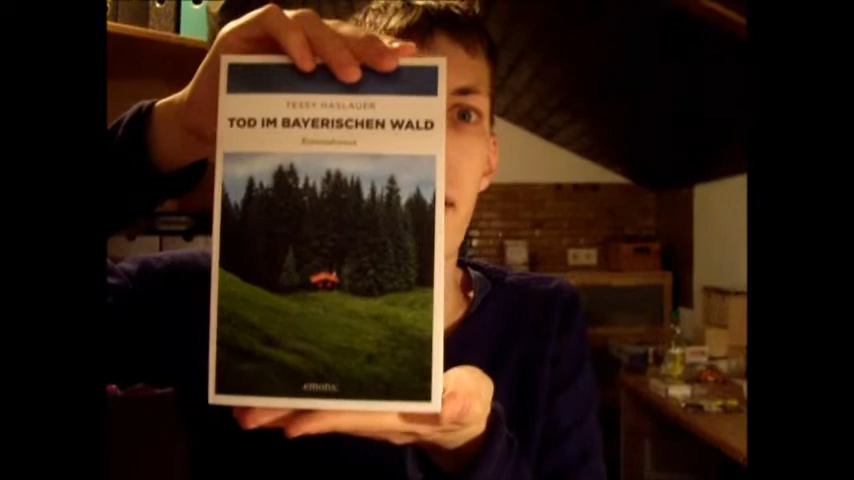 TESSY HASLAUER
TOD IM BAYERISCHEN WALD
Kriminalroman
emons: